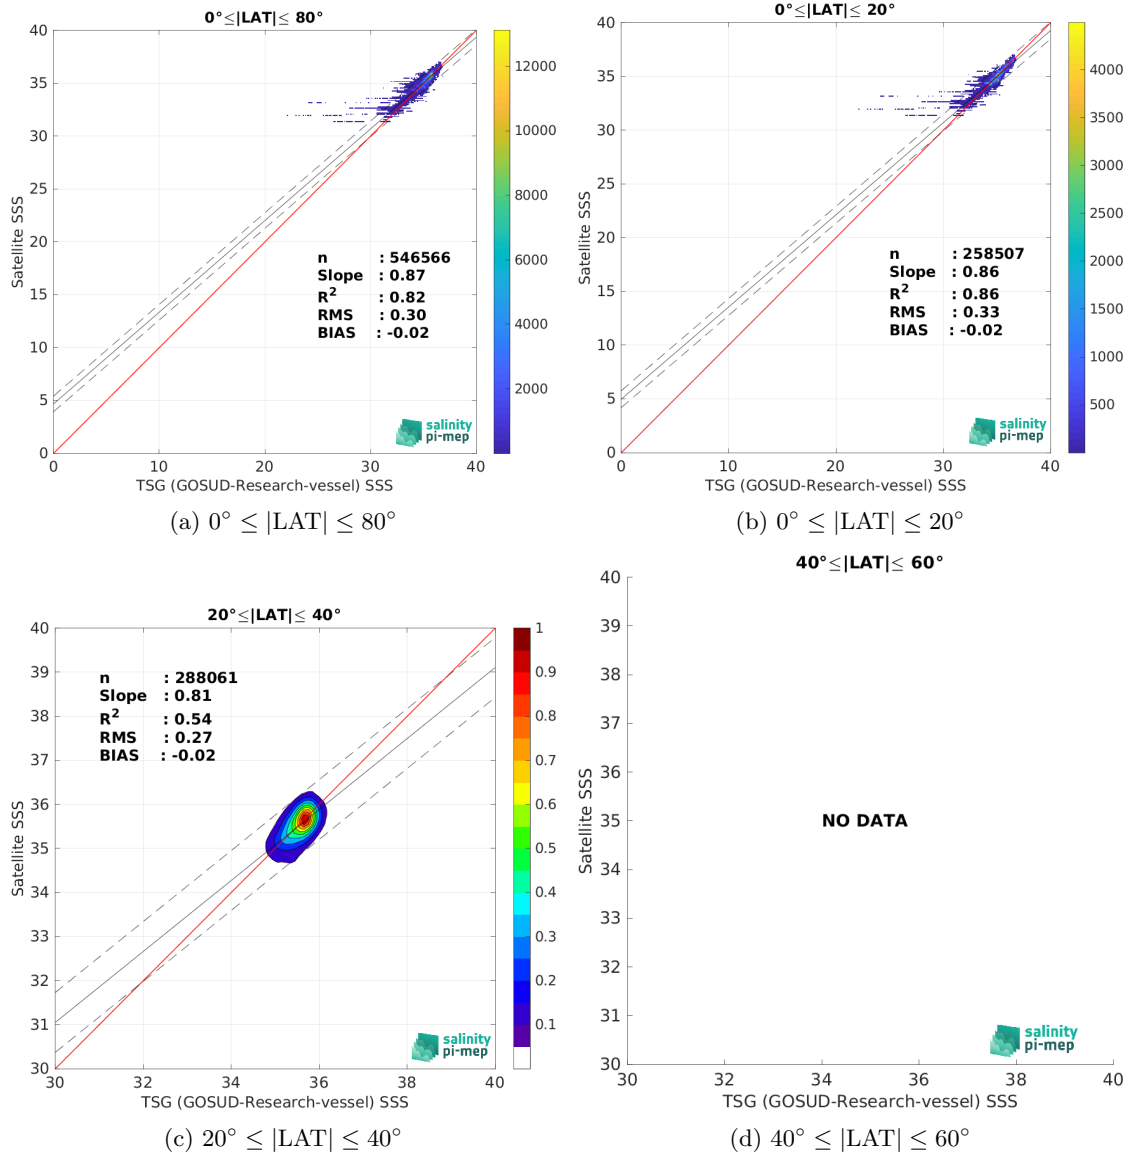 0°≤|LAT|≤ 80°
40
35
30
25
20
15
10
5
0
0
10
20
30
40
Satellite SSS
TSG (GOSUD-Research-vessel) SSS
n : 546566
Slope : 0.87
R² : 0.82
RMS : 0.30
BIAS : -0.02
salinity
pi-mep
12000
10000
8000
6000
4000
2000
(a) 0° ≤ |LAT| ≤ 80°
0°≤|LAT|≤ 20°
40
35
30
25
20
15
10
5
0
0
10
20
30
40
Satellite SSS
TSG (GOSUD-Research-vessel) SSS
n : 258507
Slope : 0.86
R² : 0.86
RMS : 0.33
BIAS : -0.02
salinity
pi-mep
4000
3500
3000
2500
2000
1500
1000
500
(b) 0° ≤ |LAT| ≤ 20°
20°≤|LAT|≤ 40°
40
39
38
37
36
35
34
33
32
31
30
30
32
34
36
38
40
Satellite SSS
TSG (GOSUD-Research-vessel) SSS
n : 288061
Slope : 0.81
R² : 0.54
RMS : 0.27
BIAS : -0.02
salinity
pi-mep
1
0.9
0.8
0.7
0.6
0.5
0.4
0.3
0.2
0.1
(c) 20° ≤ |LAT| ≤ 40°
40°≤|LAT|≤ 60°
40
39
38
37
36
35
34
33
32
31
30
30
32
34
36
38
40
Satellite SSS
TSG (GOSUD-Research-vessel) SSS
NO DATA
salinity
pi-mep
(d) 40° ≤ |LAT| ≤ 60°